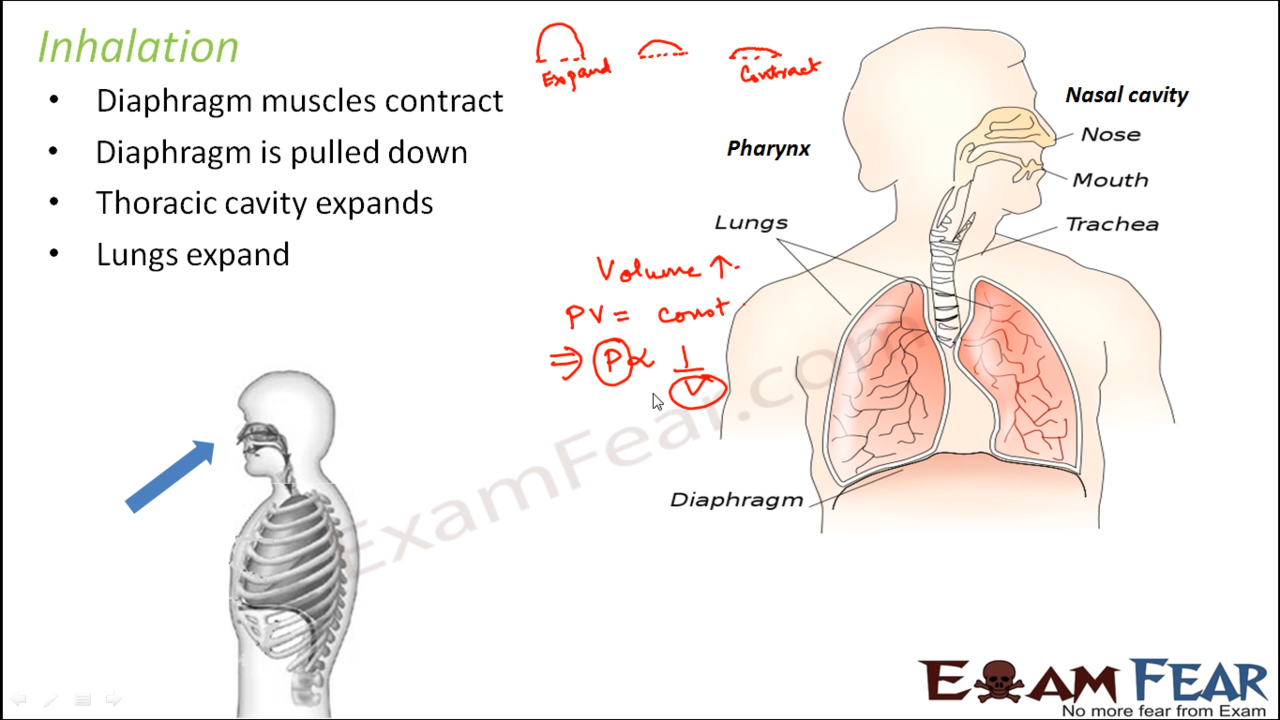 Inhalation
• Diaphragm muscles contract
• Diaphragm is pulled down
• Thoracic cavity expands
• Lungs expand
Expand
Contract
Nasal cavity
Nose
Pharynx
Mouth
Lungs
Trachea
Volume ↑
PV = const
⇒ P ∝ 1/V
Diaphragm
ExamFear.com
EXAM FEAR
No more fear from Exam